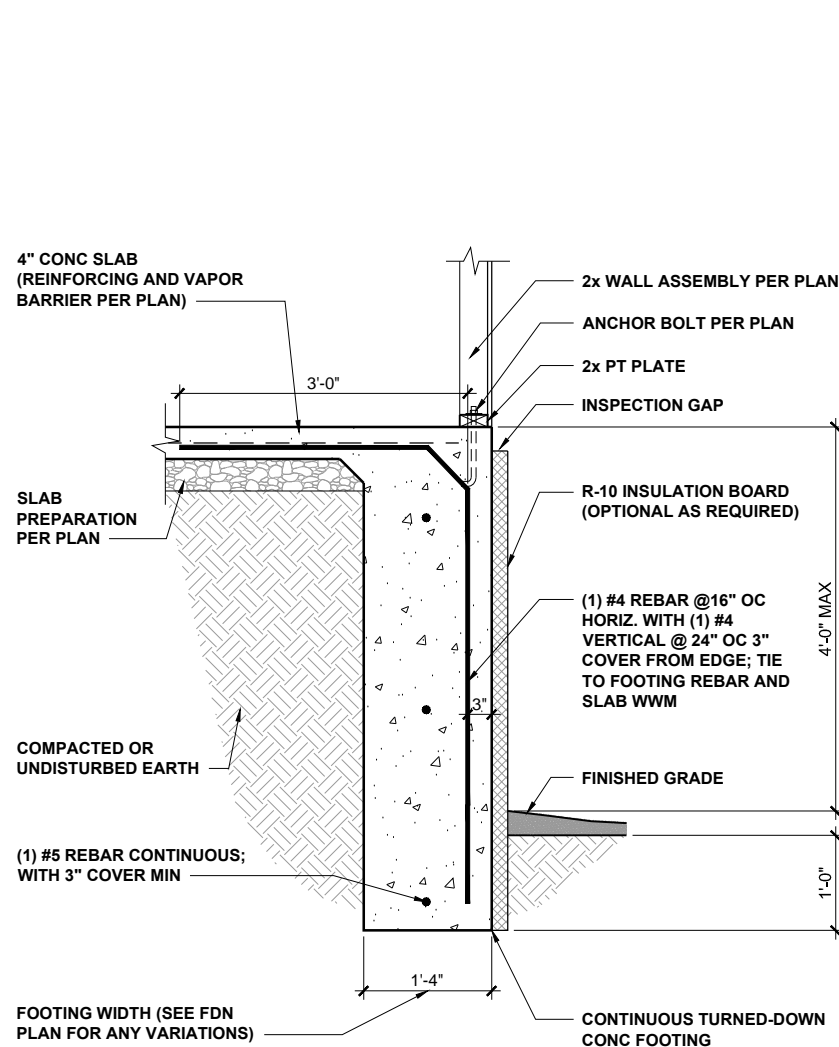 4" CONC SLAB
(REINFORCING AND VAPOR
BARRIER PER PLAN)
3'-0"
2x WALL ASSEMBLY PER PLAN
ANCHOR BOLT PER PLAN
2x PT PLATE
INSPECTION GAP
SLAB
PREPARATION
PER PLAN
R-10 INSULATION BOARD
(OPTIONAL AS REQUIRED)
(1) #4 REBAR @16" OC
HORIZ. WITH (1) #4
VERTICAL @ 24" OC 3"
COVER FROM EDGE; TIE
TO FOOTING REBAR AND
SLAB WWM
4'-0" MAX
3"
COMPACTED OR
UNDISTURBED EARTH
FINISHED GRADE
(1) #5 REBAR CONTINUOUS;
WITH 3" COVER MIN
1'-0"
1'-4"
FOOTING WIDTH (SEE FDN
PLAN FOR ANY VARIATIONS)
CONTINUOUS TURNED-DOWN
CONC FOOTING